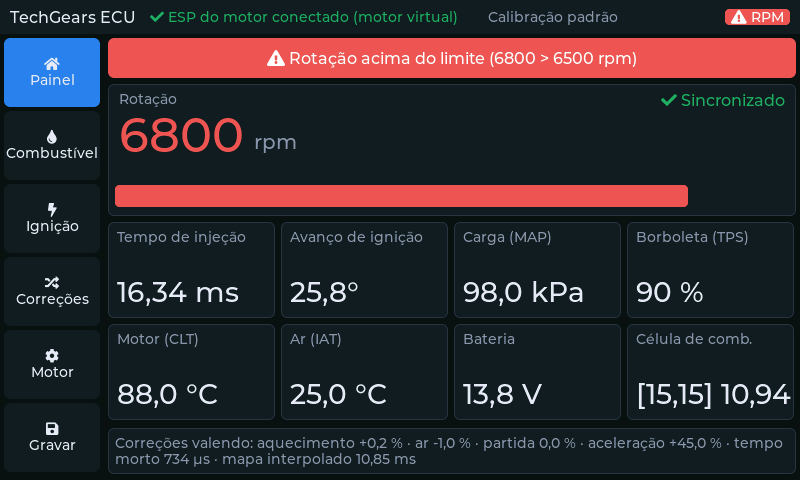 TechGears ECU
ESP do motor conectado (motor virtual)
Calibração padrão
RPM
Painel
Combustível
Ignição
Correções
Motor
Gravar
Rotação acima do limite (6800 > 6500 rpm)
Rotação
Sincronizado
6800 rpm
Tempo de injeção
16,34 ms
Avanço de ignição
25,8°
Carga (MAP)
98,0 kPa
Borboleta (TPS)
90 %
Motor (CLT)
88,0 °C
Ar (IAT)
25,0 °C
Bateria
13,8 V
Célula de comb.
[15,15] 10,94
Correções valendo: aquecimento +0,2 % · ar -1,0 % · partida 0,0 % · aceleração +45,0 % · tempo
morto 734 µs · mapa interpolado 10,85 ms